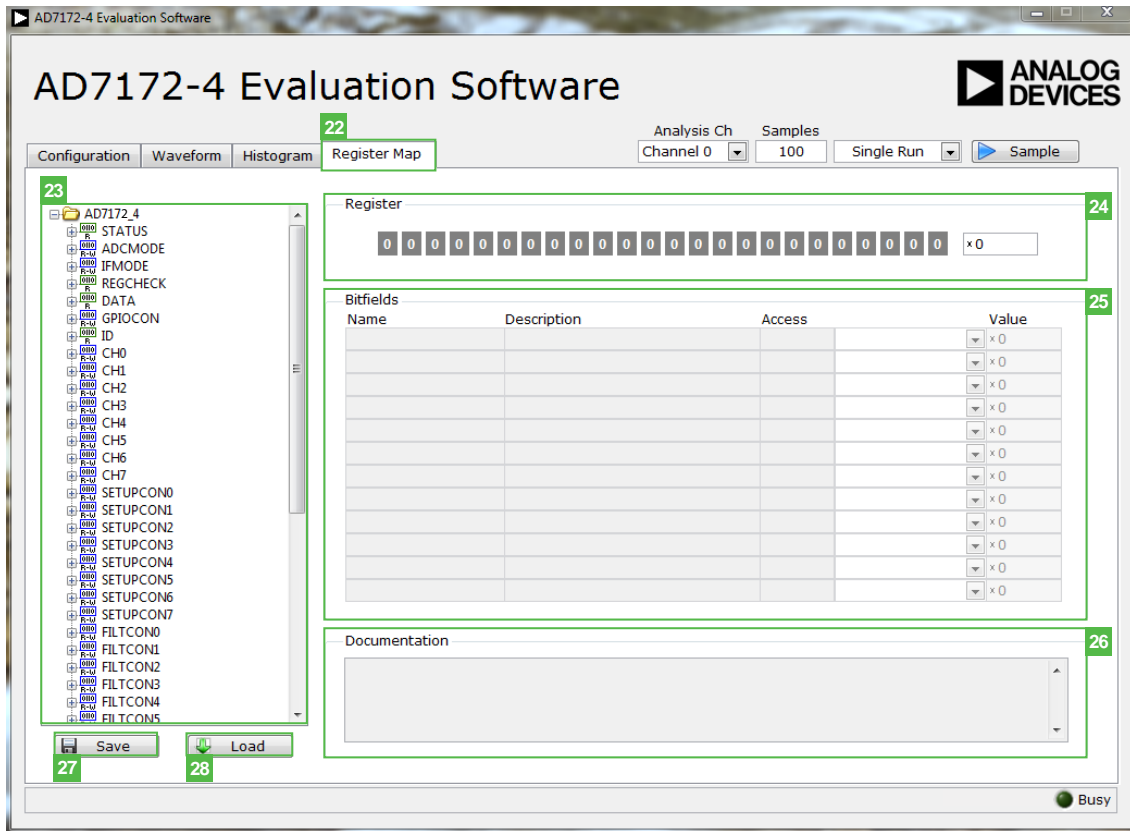 AD7172-4 Evaluation Software
AD7172-4 Evaluation Software
ANALOG
DEVICES
22
Analysis Ch Samples
Configuration Waveform Histogram Register Map Channel 0 100 Single Run Sample
23
AD7172_4
STATUS
ADCMODE
IFMODE
REGCHECK
DATA
GPIOCON
ID
CH0
CH1
CH2
CH3
CH4
CH5
CH6
CH7
SETUPCON0
SETUPCON1
SETUPCON2
SETUPCON3
SETUPCON4
SETUPCON5
SETUPCON6
SETUPCON7
FILTCON0
FILTCON1
FILTCON2
FILTCON3
FILTCON4
FILTCON5
Save Load
27 28
Register
24
0 0 0 0 0 0 0 0 0 0 0 0 0 0 0 0 0 0 0 0 0 0 0 0 x 0
Bitfields
25
Name Description Access Value
x 0
x 0
x 0
x 0
x 0
x 0
x 0
x 0
x 0
x 0
x 0
x 0
Documentation
26
Busy